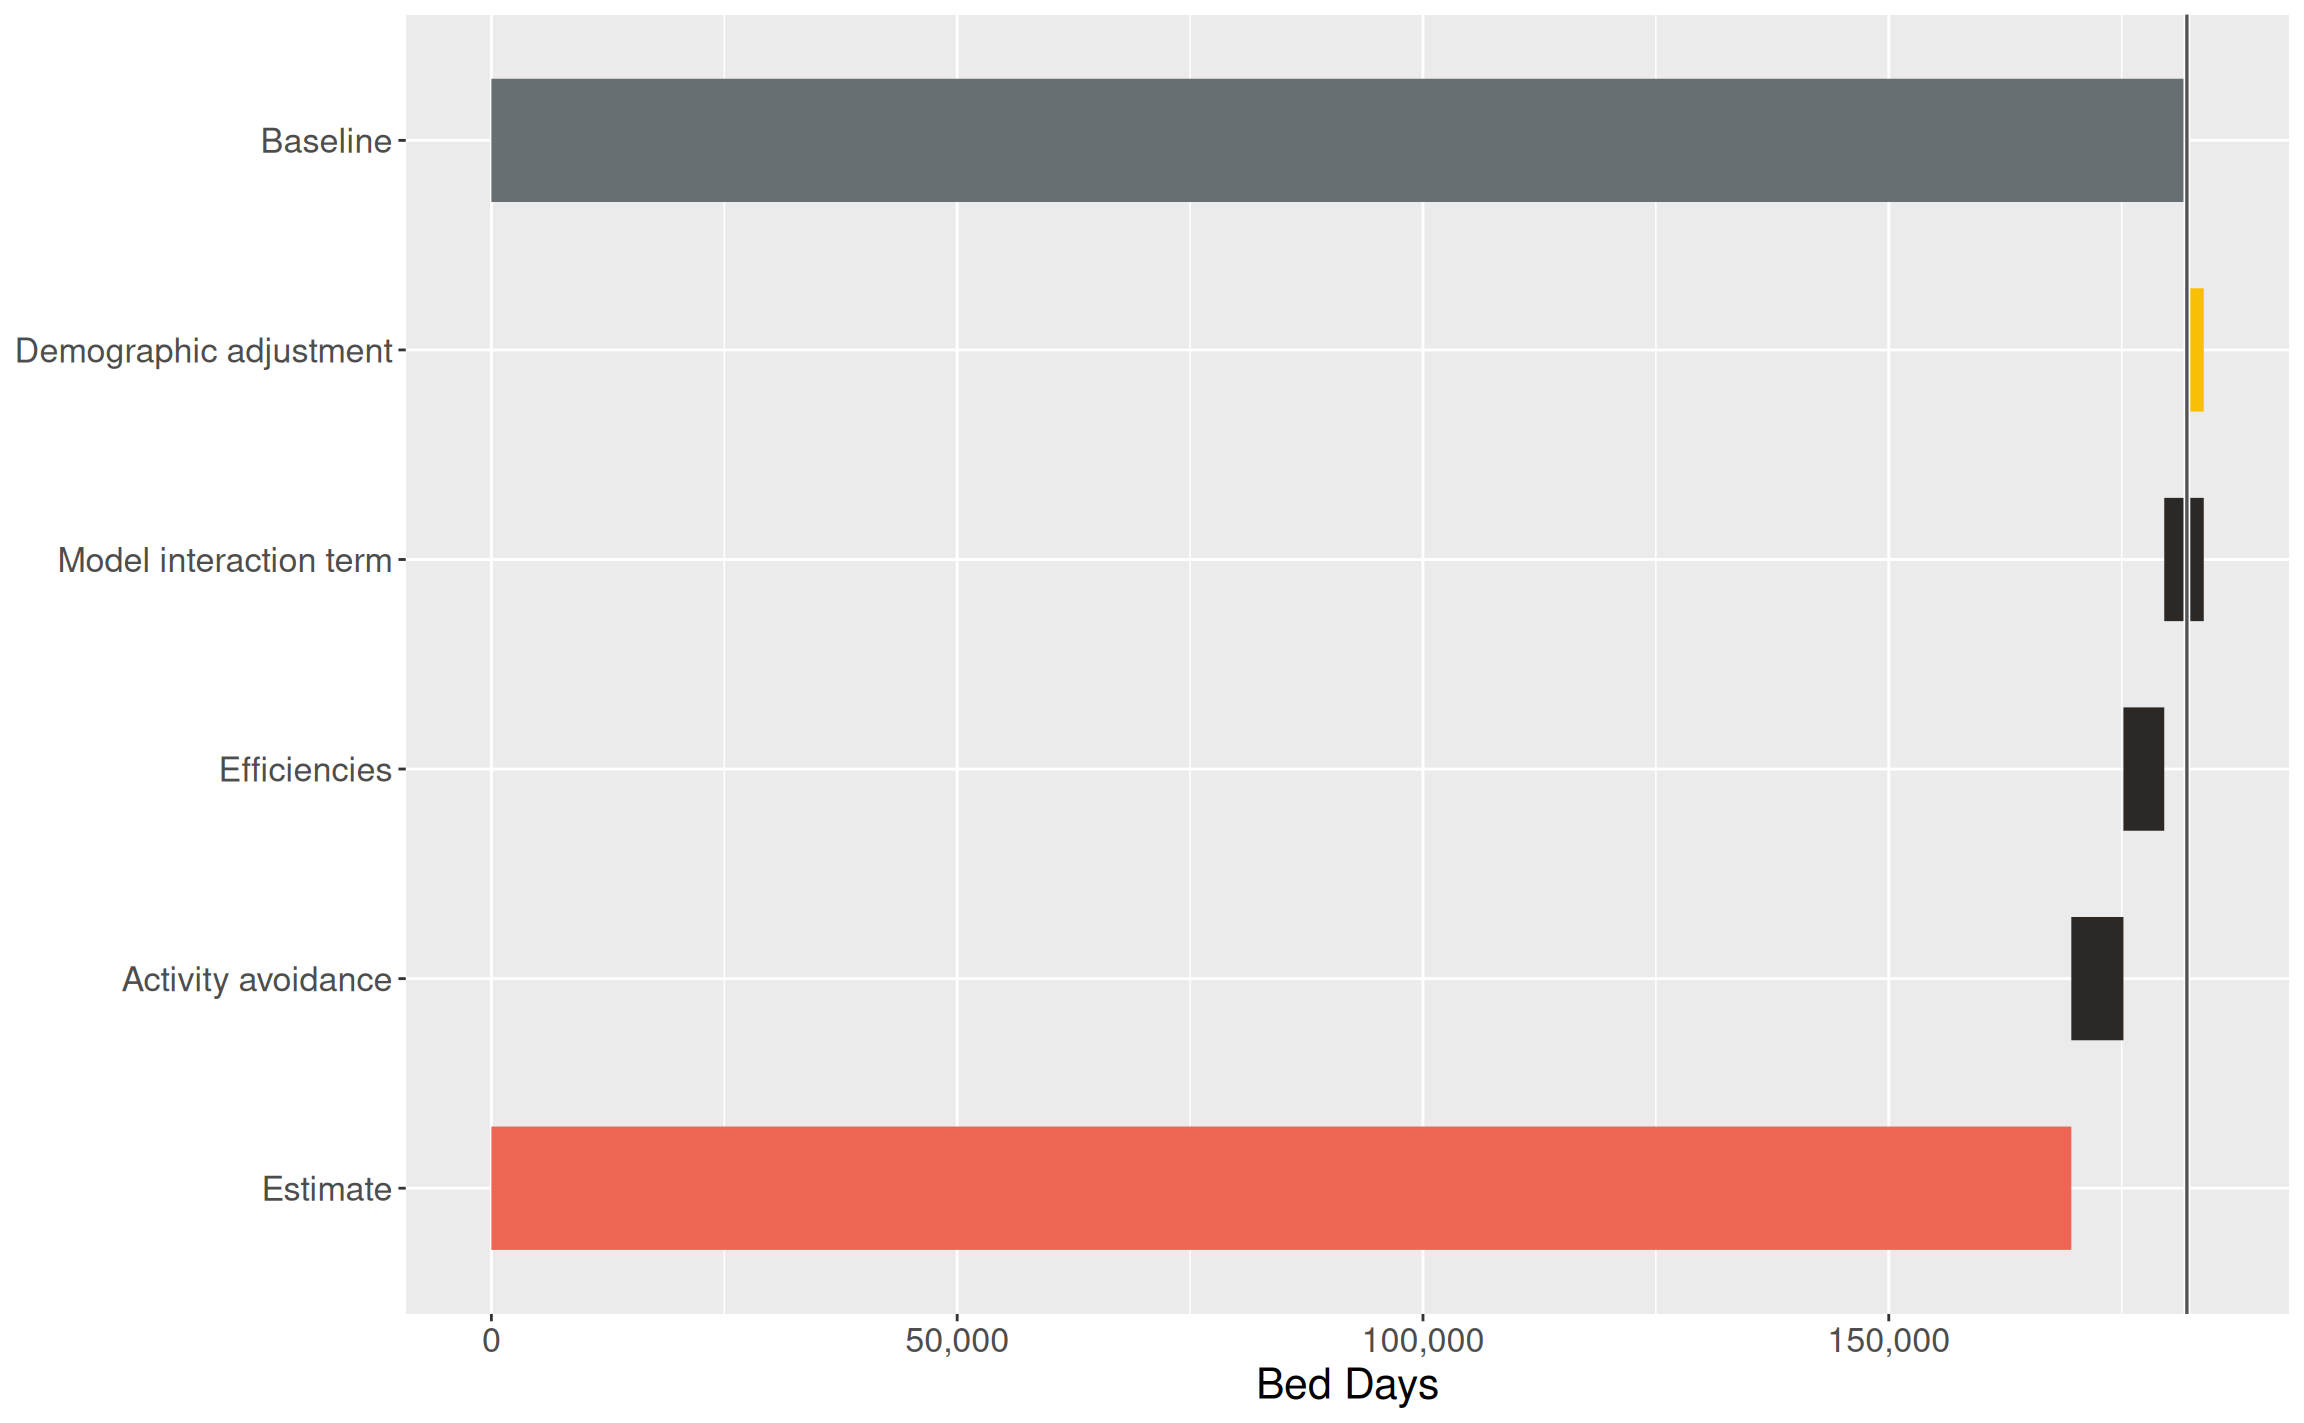 Baseline
Demographic adjustment
Model interaction term
Efficiencies
Activity avoidance
Estimate
0 50,000 100,000 150,000
Bed Days